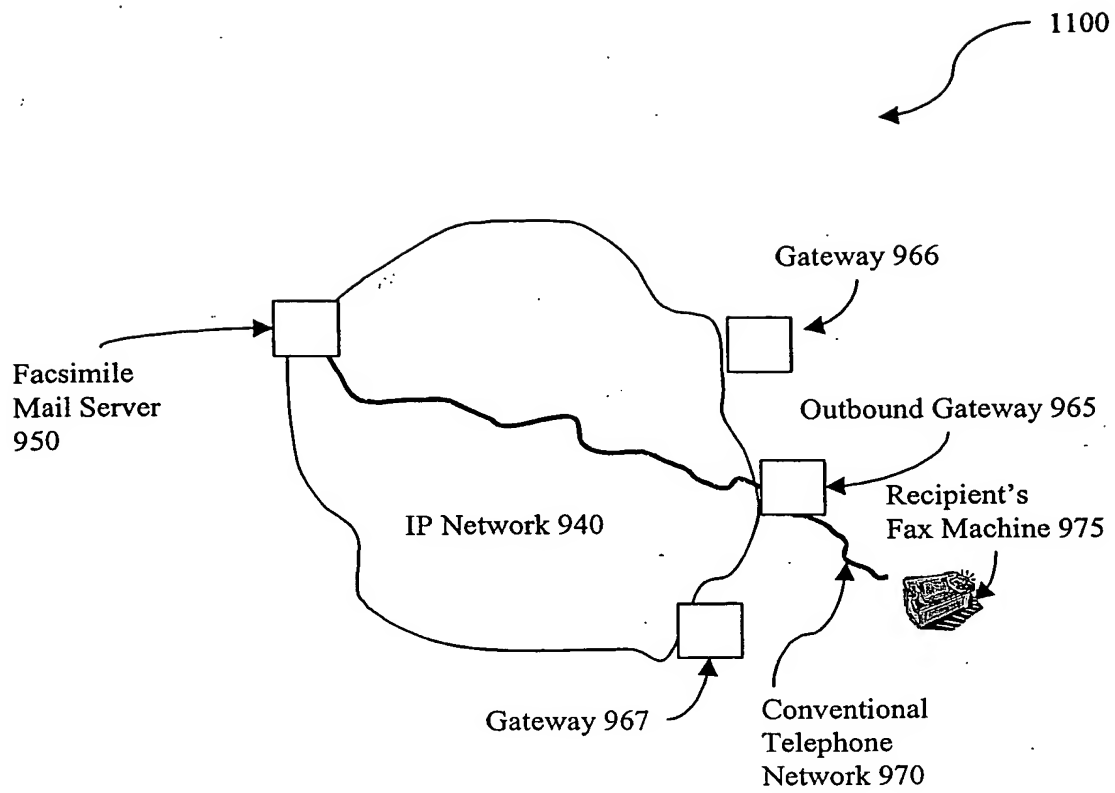 1100
Gateway 966
Facsimile
Mail Server
950
Outbound Gateway 965
Recipient's
Fax Machine 975
IP Network 940
Gateway 967
Conventional
Telephone
Network 970